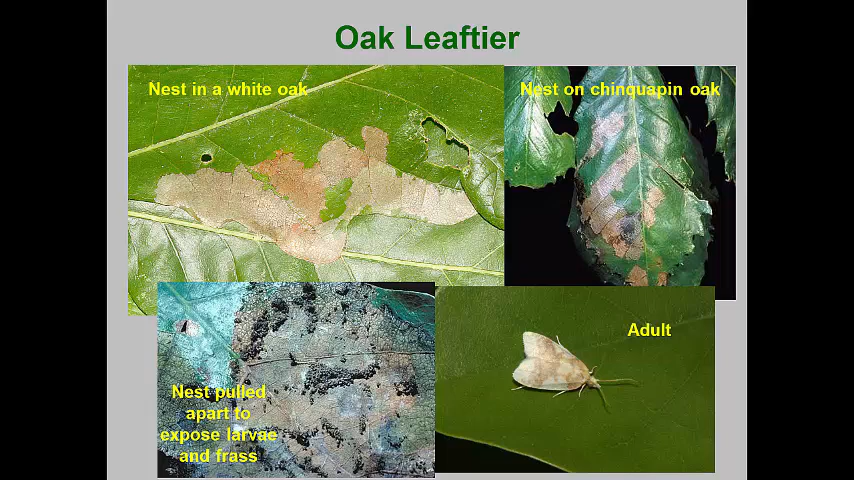 Oak Leaftier
Nest in a white oak
Nest on chinquapin oak
Adult
Nest pulled
apart to
expose larvae
and frass